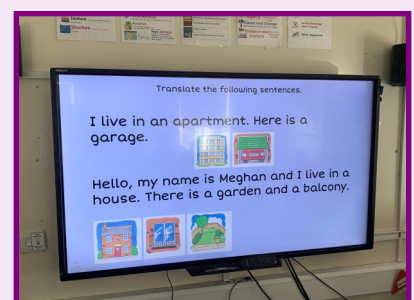 Structure
Translate the following sentences.
I live in an apartment. Here is a
garage.
Hello, my name is Meghan and I live in a
house. There is a garden and a balcony.